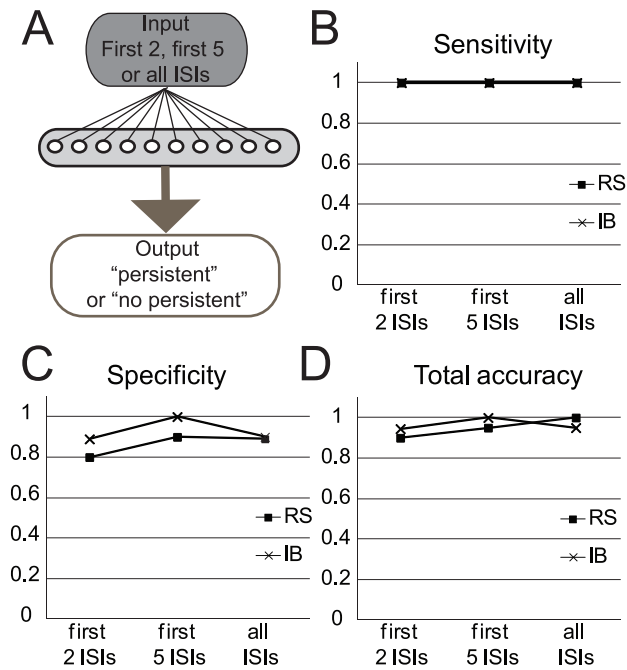 A
Input
First 2, first 5
or all ISIs
Output
“persistent”
or “no persistent”
B
Sensitivity
1
0.8
0.6
0.4
0.2
0
RS
IB
first
2 ISIs
first
5 ISIs
all
ISIs
C
Specificity
1
0.8
0.6
0.4
0.2
0
RS
IB
first
2 ISIs
first
5 ISIs
all
ISIs
D
Total accuracy
1
0.8
0.6
0.4
0.2
0
RS
IB
first
2 ISIs
first
5 ISIs
all
ISIs